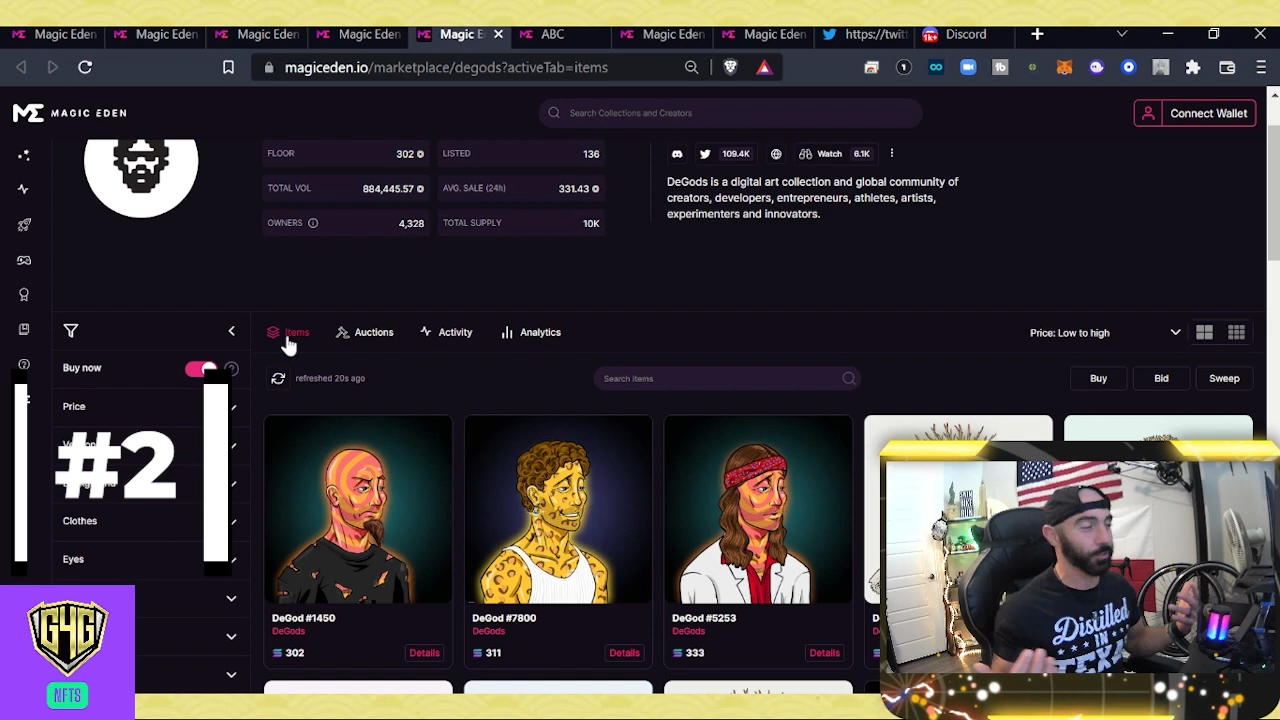 Magic Eden
Magic Eden
Magic Eden
Magic Eden
Magic E
ABC
Magic Eden
Magic Eden
https://twitt
Discord
magiceden.io/marketplace/degods?activeTab=items
MAGIC EDEN
Search Collections and Creators
Connect Wallet
FLOOR
302
LISTED
136
109.4K
Watch
6.1K
TOTAL VOL
884,445.57
AVG. SALE (24h)
331.43
OWNERS
4,328
TOTAL SUPPLY
10K
DeGods is a digital art collection and global community of
creators, developers, entrepreneurs, athletes, artists,
experimenters and innovators.
Items
Auctions
Activity
Analytics
Price: Low to high
Buy now
refreshed 20s ago
Search items
Buy
Bid
Sweep
Price
#2
Clothes
Eyes
DeGod #1450
DeGods
302
Details
DeGod #7800
DeGods
311
Details
DeGod #5253
DeGods
333
Details
G4G
NFTS
Distilled
IN